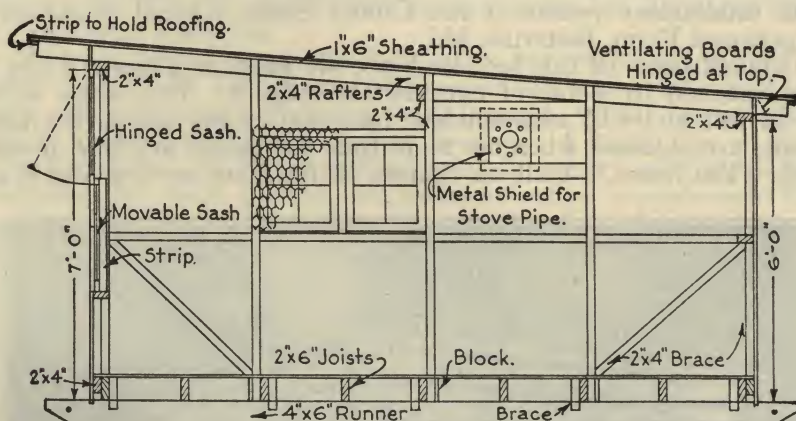 Strip to Hold Roofing.
1"x6" Sheathing.
Ventilating Boards
Hinged at Top.
2"x4"
2"x4" Rafters
2"x4"
2"x4"
Hinged Sash.
Metal Shield for
Stove Pipe.
Movable Sash
7'-0"
Strip.
6'-0"
2"x4"
2"x6" Joists
Block.
2"x4" Brace
4"x6" Runner
Brace